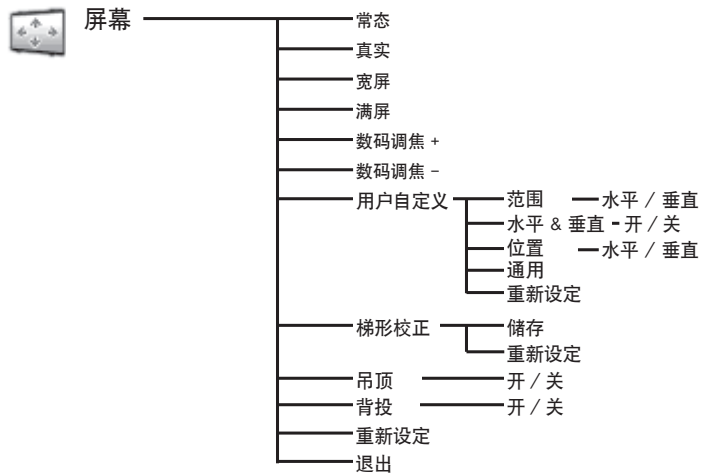 屏幕
常态
真实
宽屏
满屏
数码调焦 +
数码调焦 –
用户自定义
范围 水平 / 垂直
水平 & 垂直 - 开 / 关
位置 水平 / 垂直
通用
重新设定
梯形校正 储存
重新设定
吊顶 开 / 关
背投 开 / 关
重新设定
退出